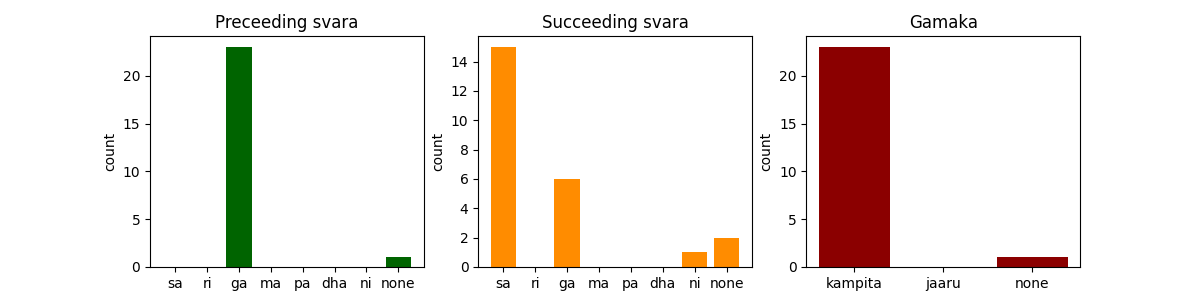 Preceeding svara
count
20
15
10
5
0
sa ri ga ma pa dha ni none
Succeeding svara
count
14
12
10
8
6
4
2
0
sa ri ga ma pa dha ni none
Gamaka
count
20
15
10
5
0
kampita jaaru none